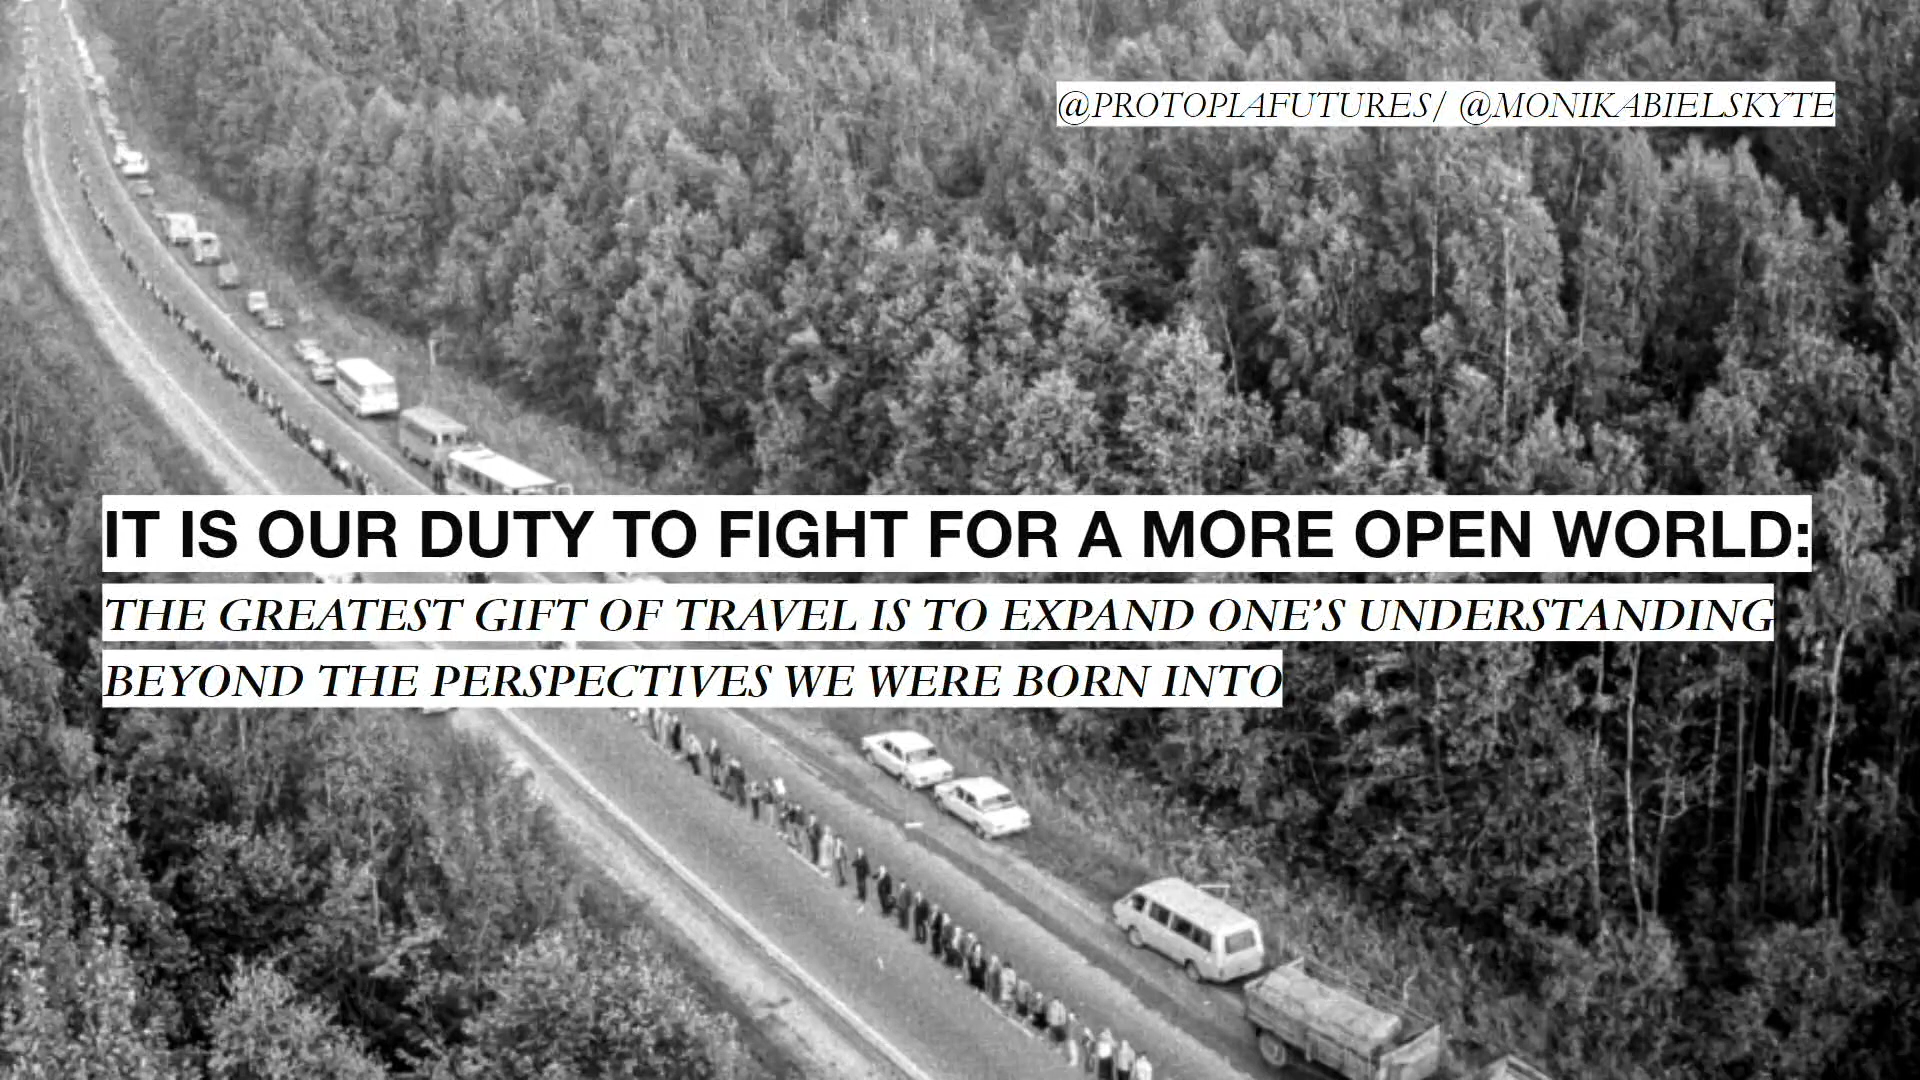 @PROTOPIAFUTURES/ @MONIKABIELSKYTE
IT IS OUR DUTY TO FIGHT FOR A MORE OPEN WORLD:
THE GREATEST GIFT OF TRAVEL IS TO EXPAND ONE’S UNDERSTANDING
BEYOND THE PERSPECTIVES WE WERE BORN INTO